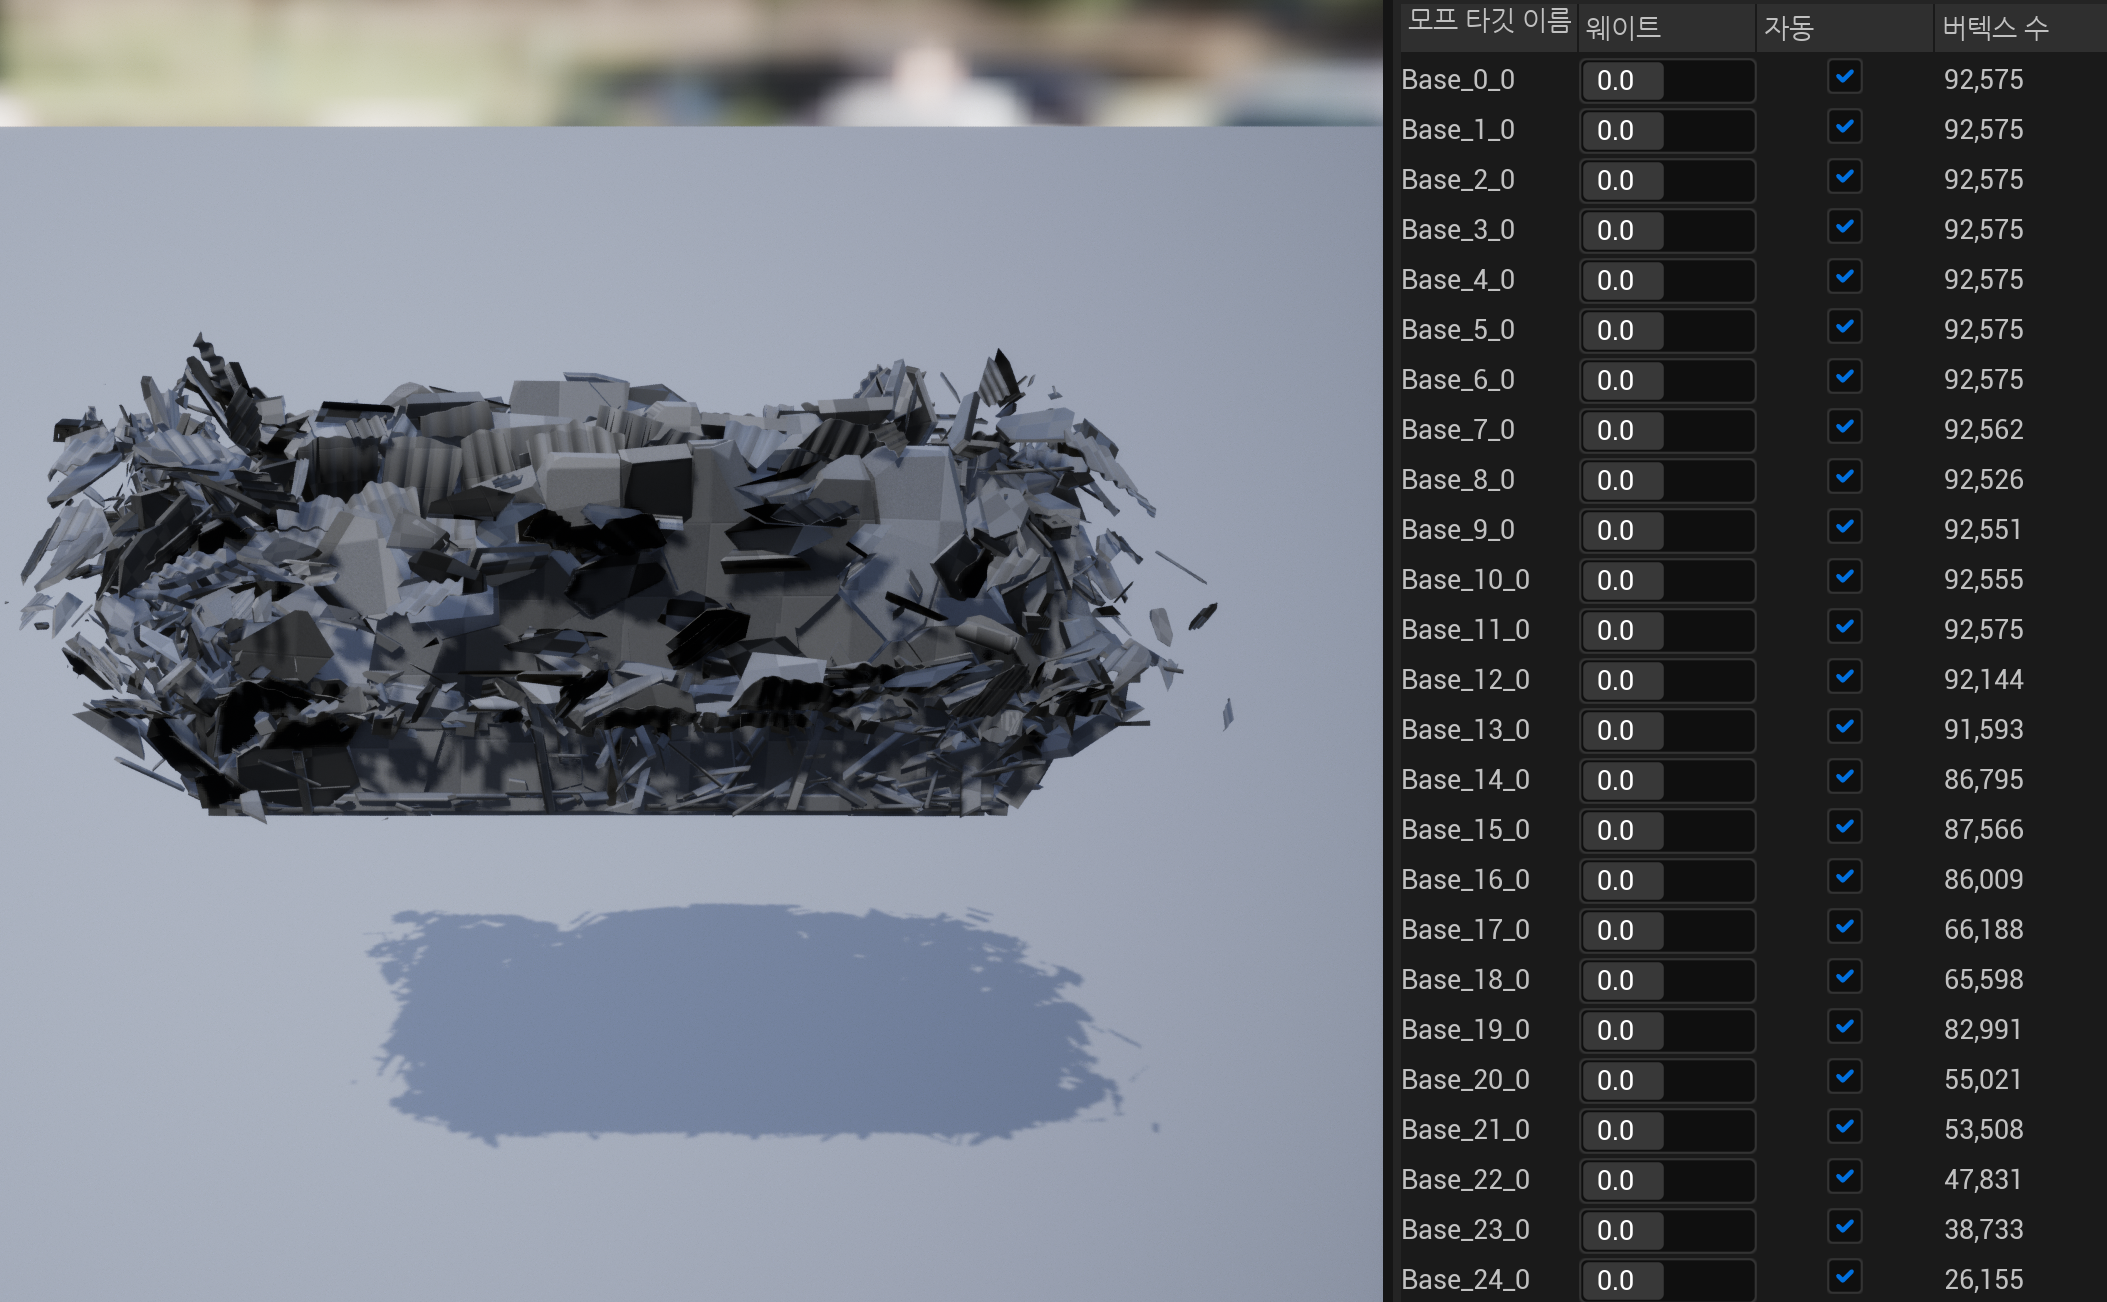 모프 타깃 이름 웨이트 자동 버텍스 수
Base_0_0 0.0 92,575
Base_1_0 0.0 92,575
Base_2_0 0.0 92,575
Base_3_0 0.0 92,575
Base_4_0 0.0 92,575
Base_5_0 0.0 92,575
Base_6_0 0.0 92,575
Base_7_0 0.0 92,562
Base_8_0 0.0 92,526
Base_9_0 0.0 92,551
Base_10_0 0.0 92,555
Base_11_0 0.0 92,575
Base_12_0 0.0 92,144
Base_13_0 0.0 91,593
Base_14_0 0.0 86,795
Base_15_0 0.0 87,566
Base_16_0 0.0 86,009
Base_17_0 0.0 66,188
Base_18_0 0.0 65,598
Base_19_0 0.0 82,991
Base_20_0 0.0 55,021
Base_21_0 0.0 53,508
Base_22_0 0.0 47,831
Base_23_0 0.0 38,733
Base_24_0 0.0 26,155